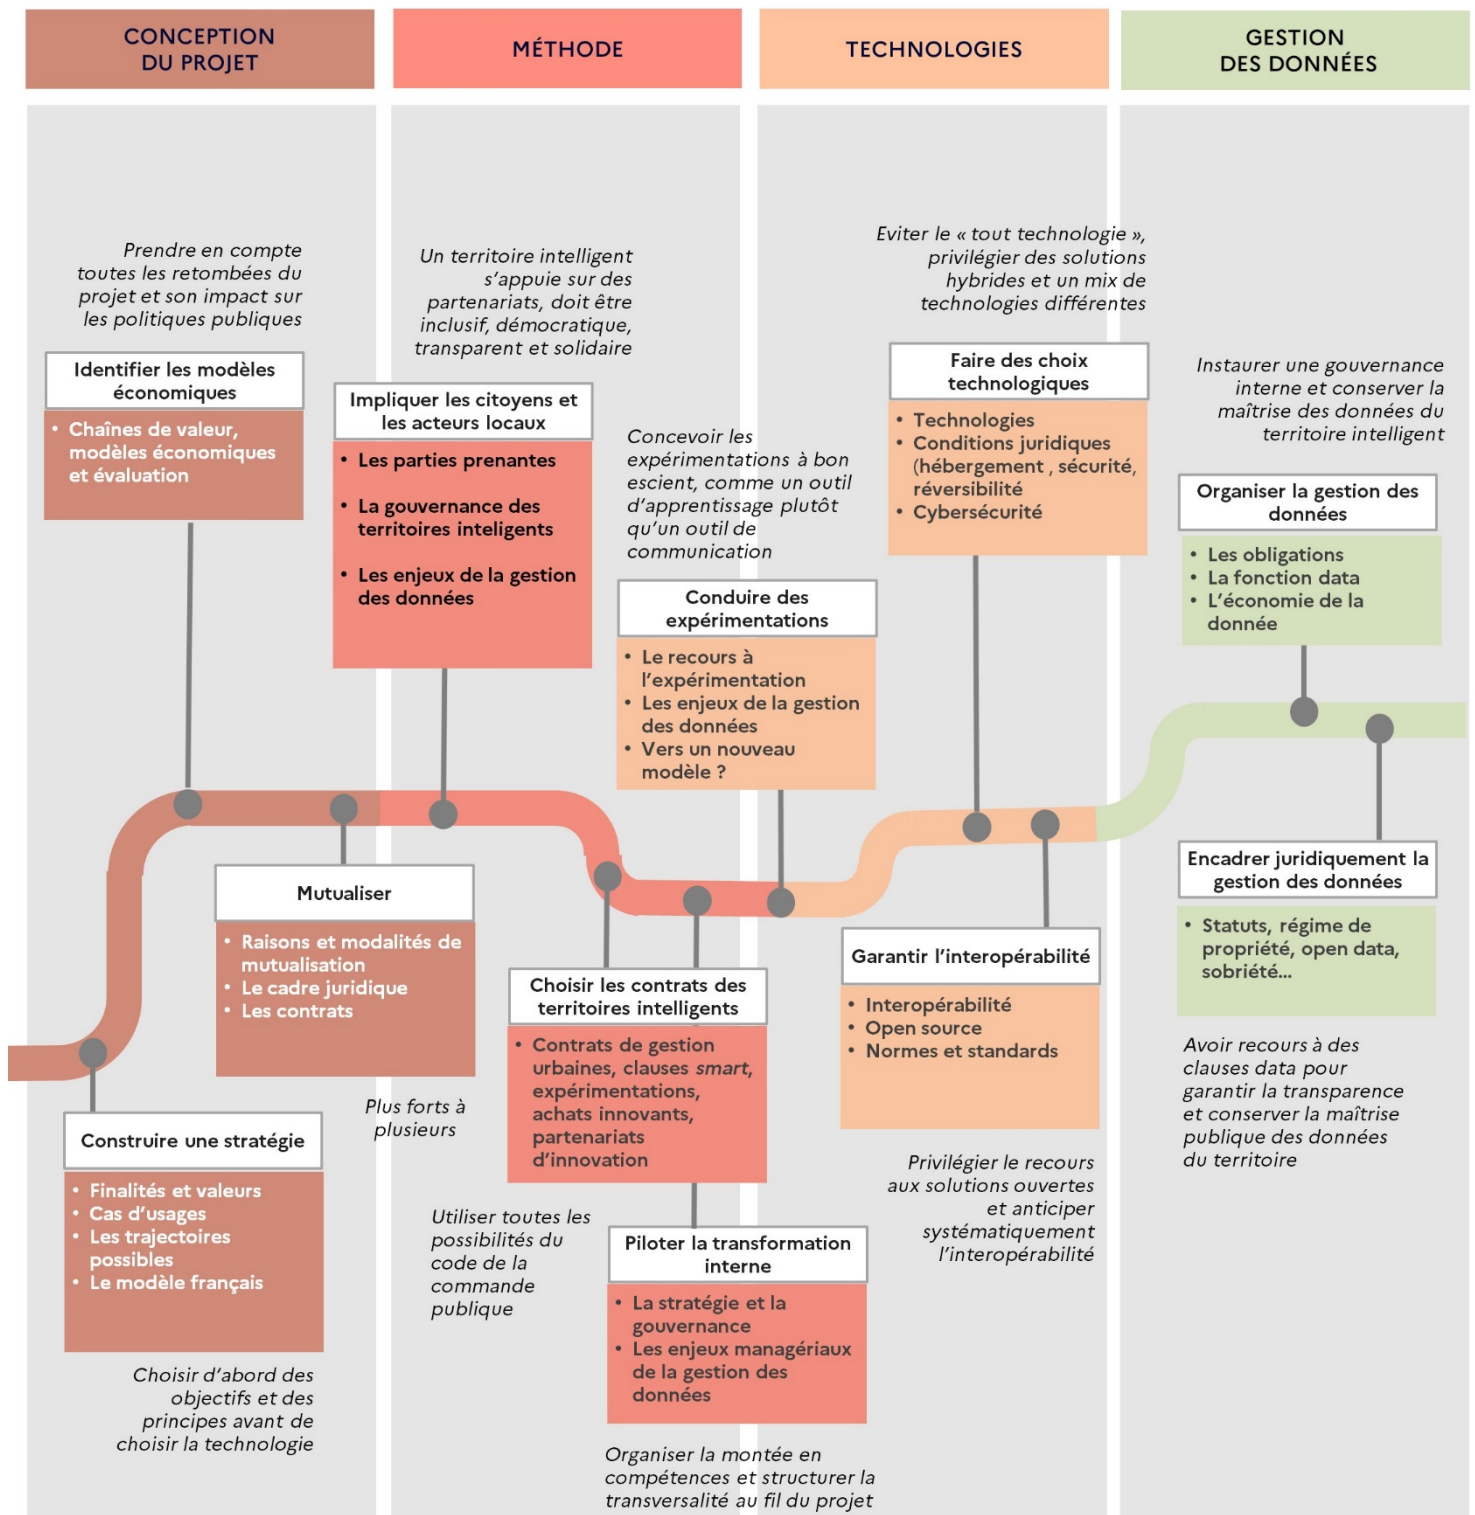 CONCEPTION
DU PROJET
MÉTHODE
TECHNOLOGIES
GESTION
DES DONNÉES
Prendre en compte
toutes les retombées du
projet et son impact sur
les politiques publiques
Identifier les modèles
économiques
• Chaînes de valeur,
modèles économiques
et évaluation
Mutualiser
• Raisons et modalités de
mutualisation
• Le cadre juridique
• Les contrats
Plus forts à
plusieurs
Construire une stratégie
• Finalités et valeurs
• Cas d'usages
• Les trajectoires
possibles
• Le modèle français
Choisir d'abord des
objectifs et des
principes avant de
choisir la technologie
Un territoire intelligent
s'appuie sur des
partenariats, doit être
inclusif, démocratique,
transparent et solidaire
Impliquer les citoyens et
les acteurs locaux
• Les parties prenantes
• La gouvernance des
territoires inteligents
• Les enjeux de la gestion
des données
Concevoir les
expérimentations à bon
escient, comme un outil
d'apprentissage plutôt
qu'un outil de
communication
Conduire des
expérimentations
• Le recours à
l'expérimentation
• Les enjeux de la gestion
des données
• Vers un nouveau
modèle ?
Choisir les contrats des
territoires intelligents
• Contrats de gestion
urbaines, clauses smart,
expérimentations,
achats innovants,
partenariats
d'innovation
Utiliser toutes les
possibilités du
code de la
commande
publique
Piloter la transformation
interne
• La stratégie et la
gouvernance
• Les enjeux managériaux
de la gestion des
données
Organiser la montée en
compétences et structurer la
transversalité au fil du projet
Eviter le « tout technologie »,
privilégier des solutions
hybrides et un mix de
technologies différentes
Faire des choix
technologiques
• Technologies
• Conditions juridiques
(hébergement , sécurité,
réversibilité
• Cybersécurité
Garantir l'interopérabilité
• Interopérabilité
• Open source
• Normes et standards
Privilégier le recours
aux solutions ouvertes
et anticiper
systématiquement
l'interopérabilité
Instaurer une gouvernance
interne et conserver la
maîtrise des données du
territoire intelligent
Organiser la gestion des
données
• Les obligations
• La fonction data
• L'économie de la
donnée
Encadrer juridiquement la
gestion des données
• Statuts, régime de
propriété, open data,
sobriété...
Avoir recours à des
clauses data pour
garantir la transparence
et conserver la maîtrise
publique des données
du territoire